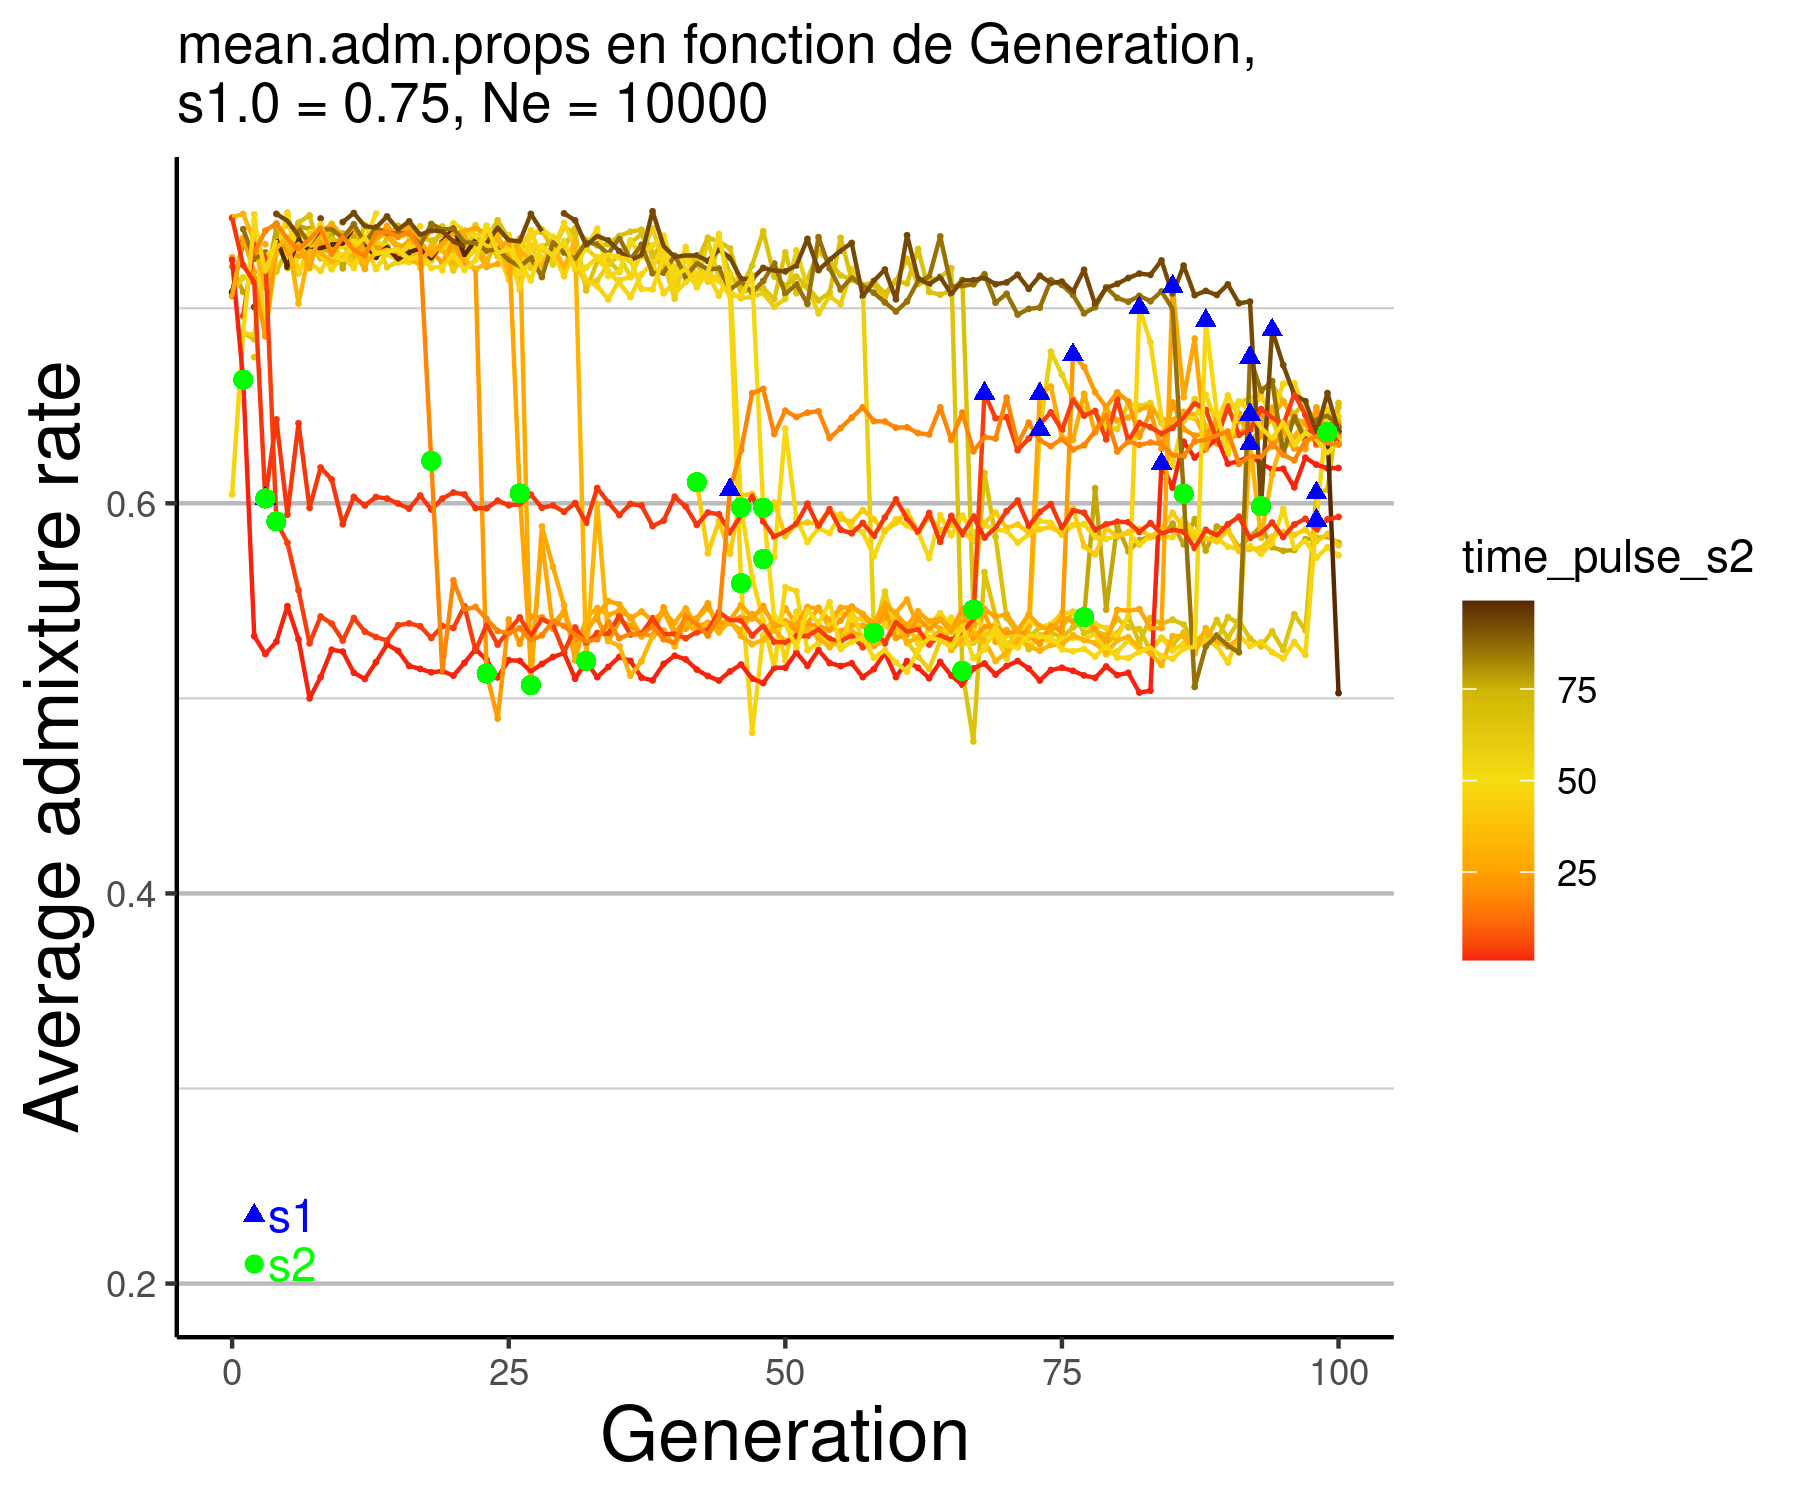 mean.adm.props en fonction de Generation,
s1.0 = 0.75, Ne = 10000
Average admixture rate
0.6
0.4
0.2
s1
s2
0 25 50 75 100
Generation
time_pulse_s2
75
50
25